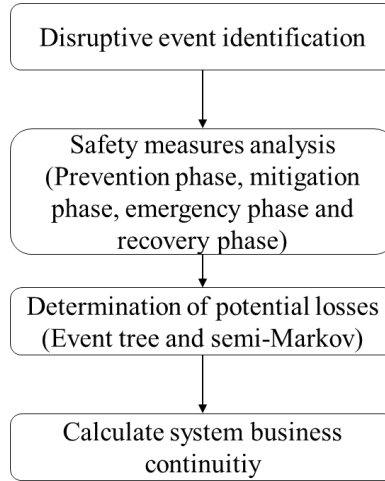 Disruptive event identification
Safety measures analysis
(Prevention phase, mitigation
phase, emergency phase and
recovery phase)
Determination of potential losses
(Event tree and semi-Markov)
Calculate system business
continuitiy